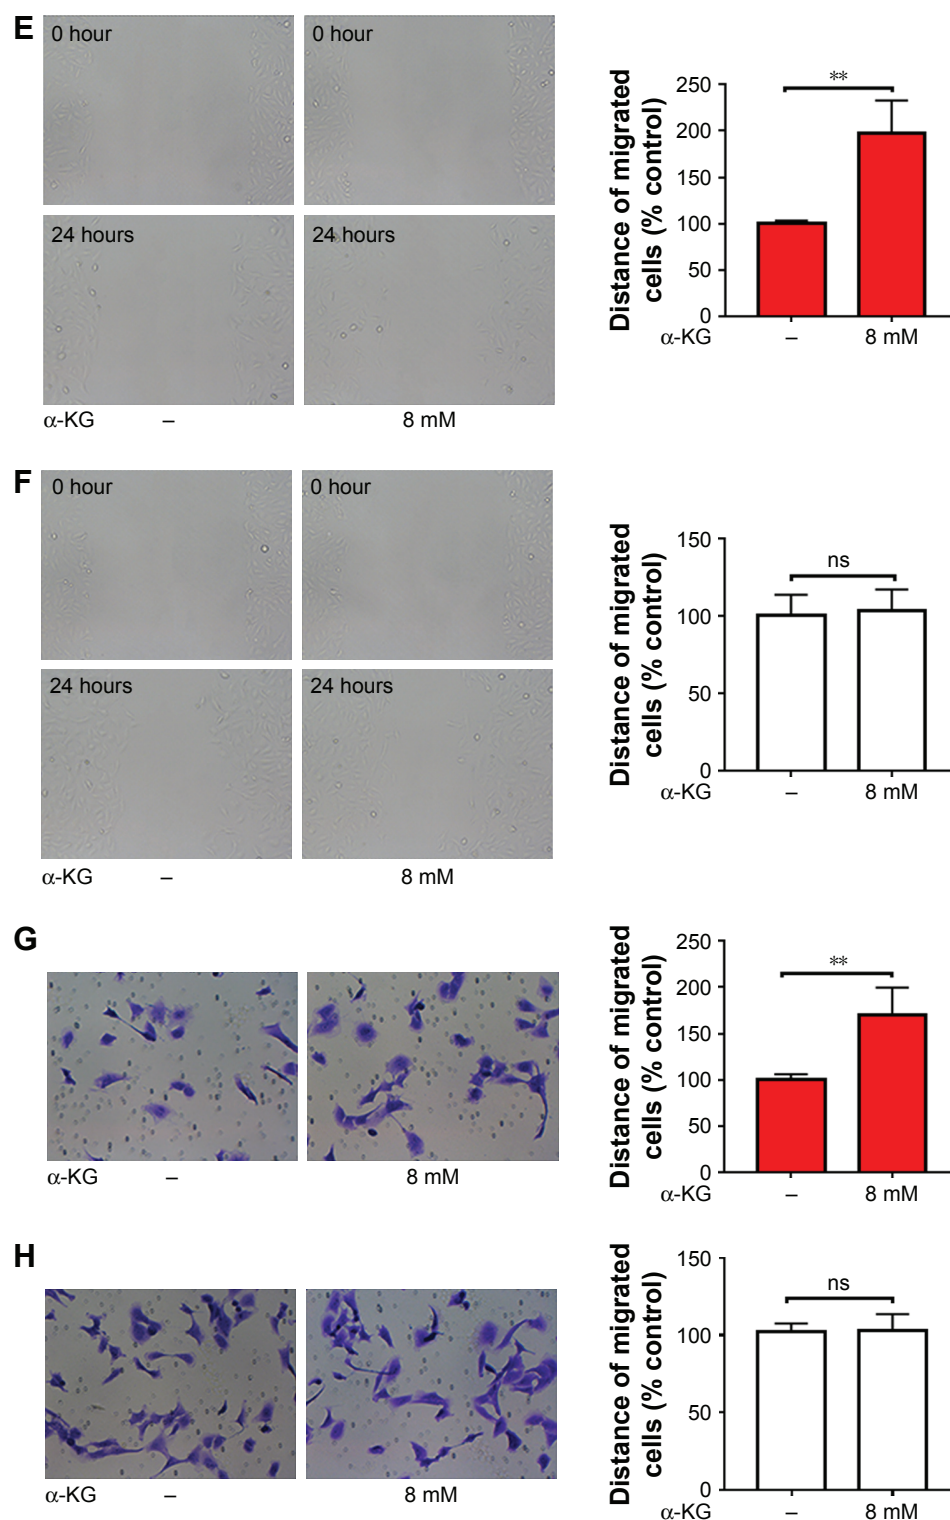 E
0 hour
0 hour
24 hours
24 hours
α-KG – 8 mM
Distance of migrated
cells (% control)
250
200
150
100
50
0
**
α-KG – 8 mM
F
0 hour
0 hour
24 hours
24 hours
α-KG – 8 mM
Distance of migrated
cells (% control)
150
100
50
0
ns
α-KG – 8 mM
G
α-KG – 8 mM
Distance of migrated
cells (% control)
250
200
150
100
50
0
**
α-KG – 8 mM
H
α-KG – 8 mM
Distance of migrated
cells (% control)
150
100
50
0
ns
α-KG – 8 mM